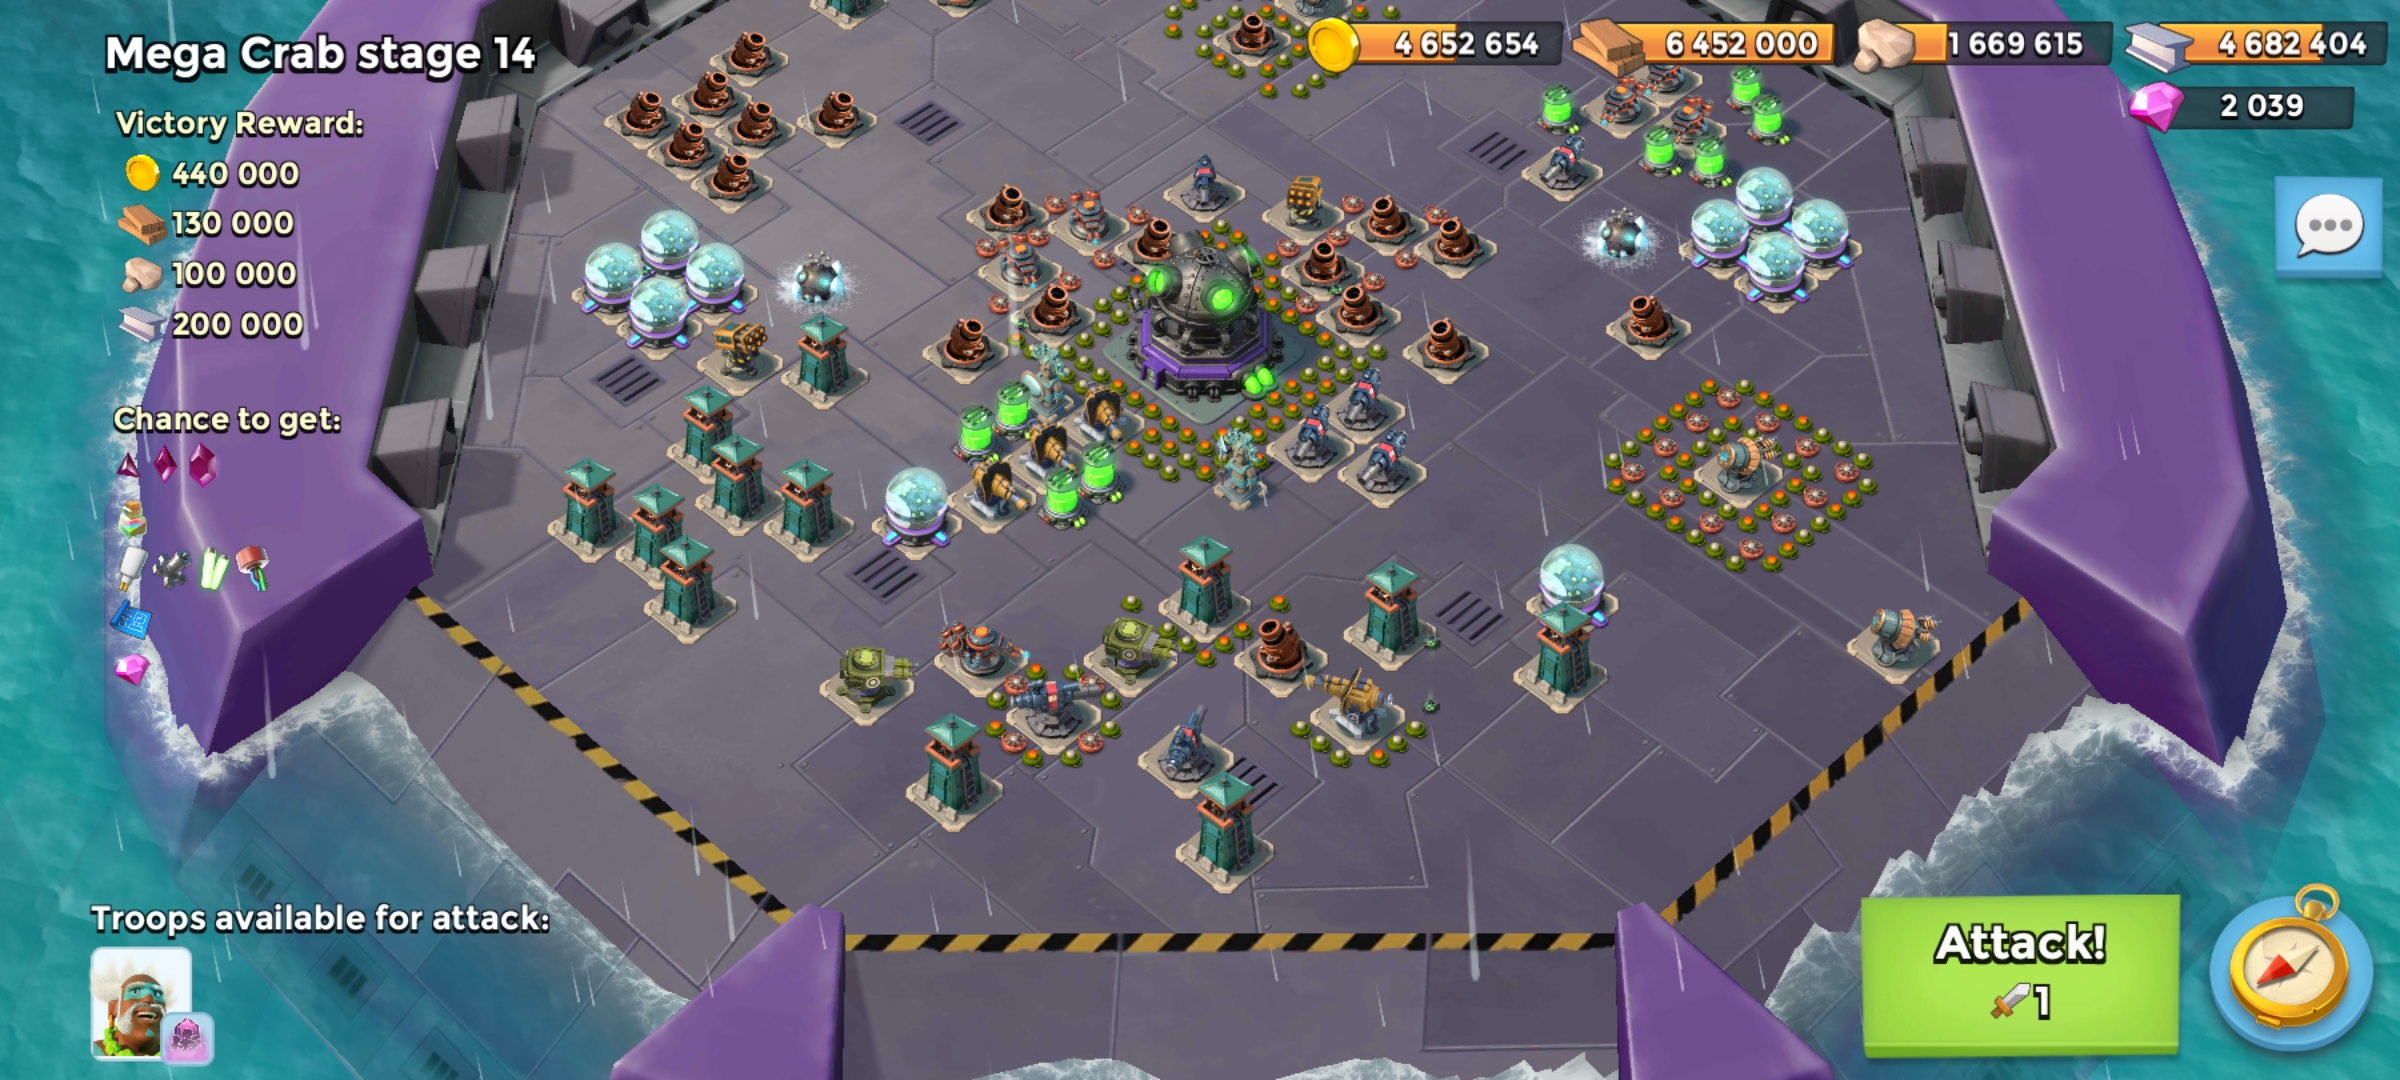 Mega Crab stage 14
4 652 654
6 452 000
1 669 615
4 682 404
2 039
Victory Reward:
440 000
130 000
100 000
200 000
Chance to get:
Troops available for attack:
Attack!
1